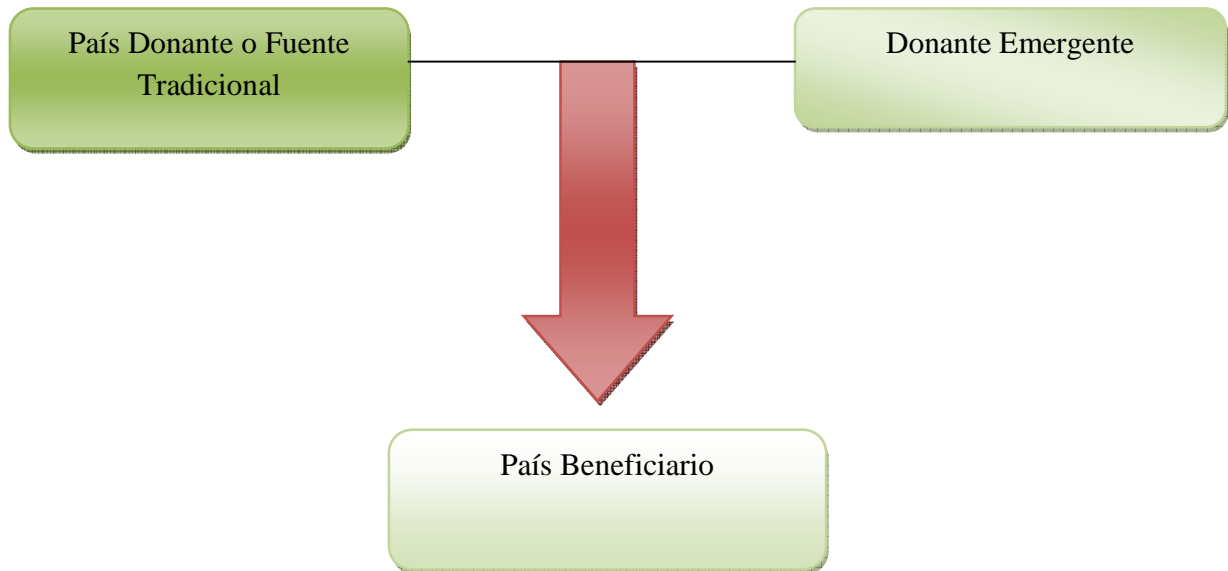 País Donante o Fuente
Tradicional
Donante Emergente
País Beneficiario